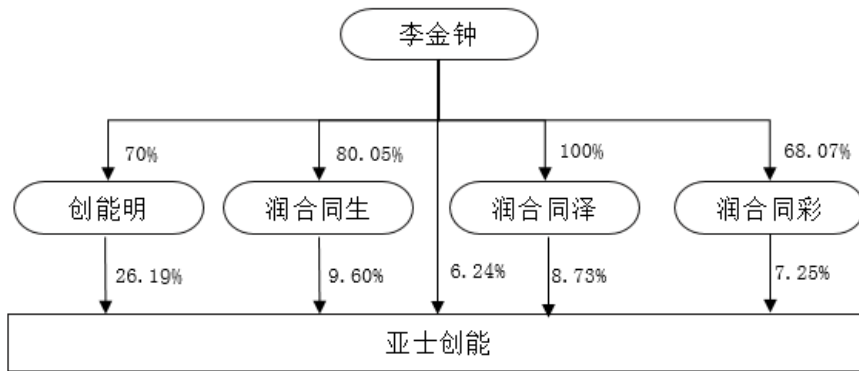 李金钟
70%
80.05%
100%
68.07%
创能明
润合同生
润合同泽
润合同彩
26.19%
9.60%
6.24%
8.73%
7.25%
亚士创能